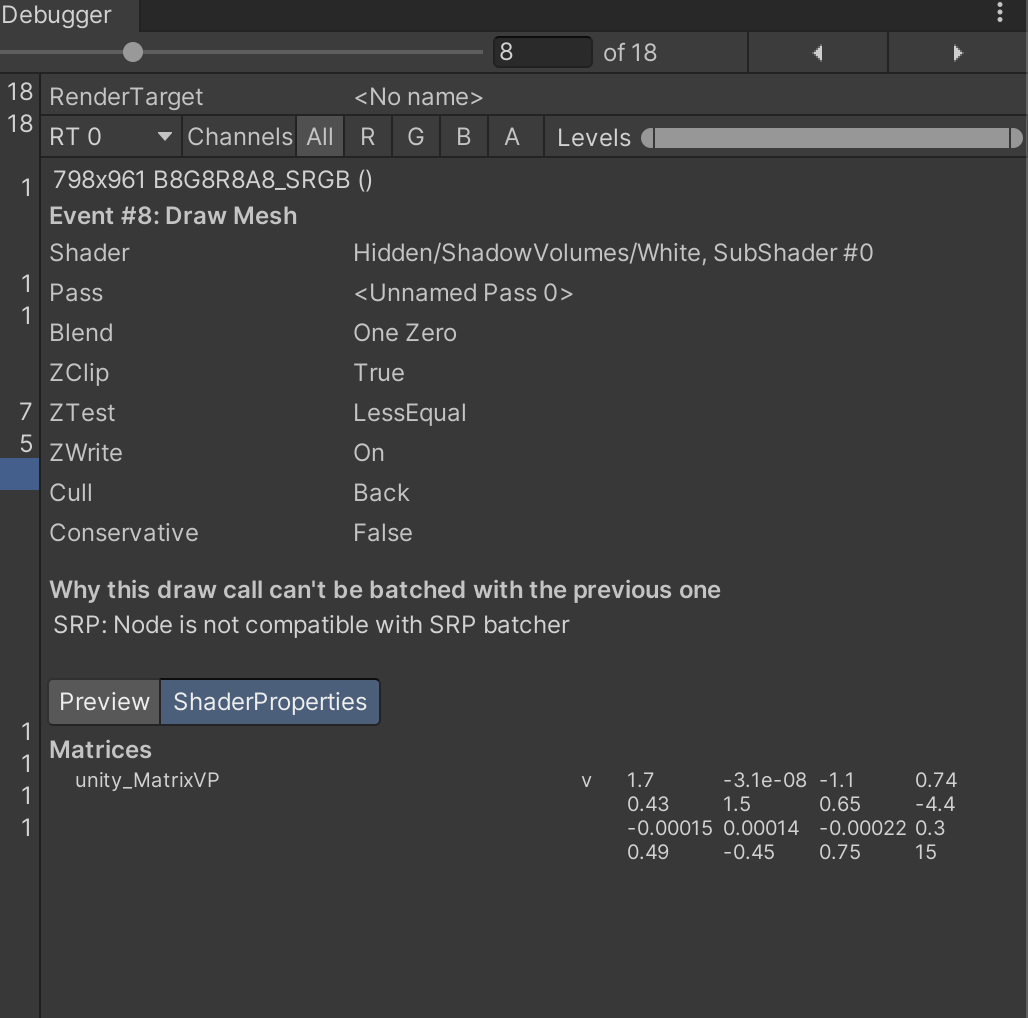 Debugger
8 of 18
18
RenderTarget <No name>
18
RT 0 Channels All R G B A Levels
798x961 B8G8R8A8_SRGB ()
1
Event #8: Draw Mesh
Shader Hidden/ShadowVolumes/White, SubShader #0
1
Pass <Unnamed Pass 0>
1
Blend One Zero
ZClip True
7
ZTest LessEqual
5
ZWrite On
Cull Back
Conservative False
Why this draw call can't be batched with the previous one
SRP: Node is not compatible with SRP batcher
Preview ShaderProperties
1
Matrices
1
unity_MatrixVP v 1.7 -3.1e-08 -1.1 0.74
1
0.43 1.5 0.65 -4.4
1
-0.00015 0.00014 -0.00022 0.3
0.49 -0.45 0.75 15